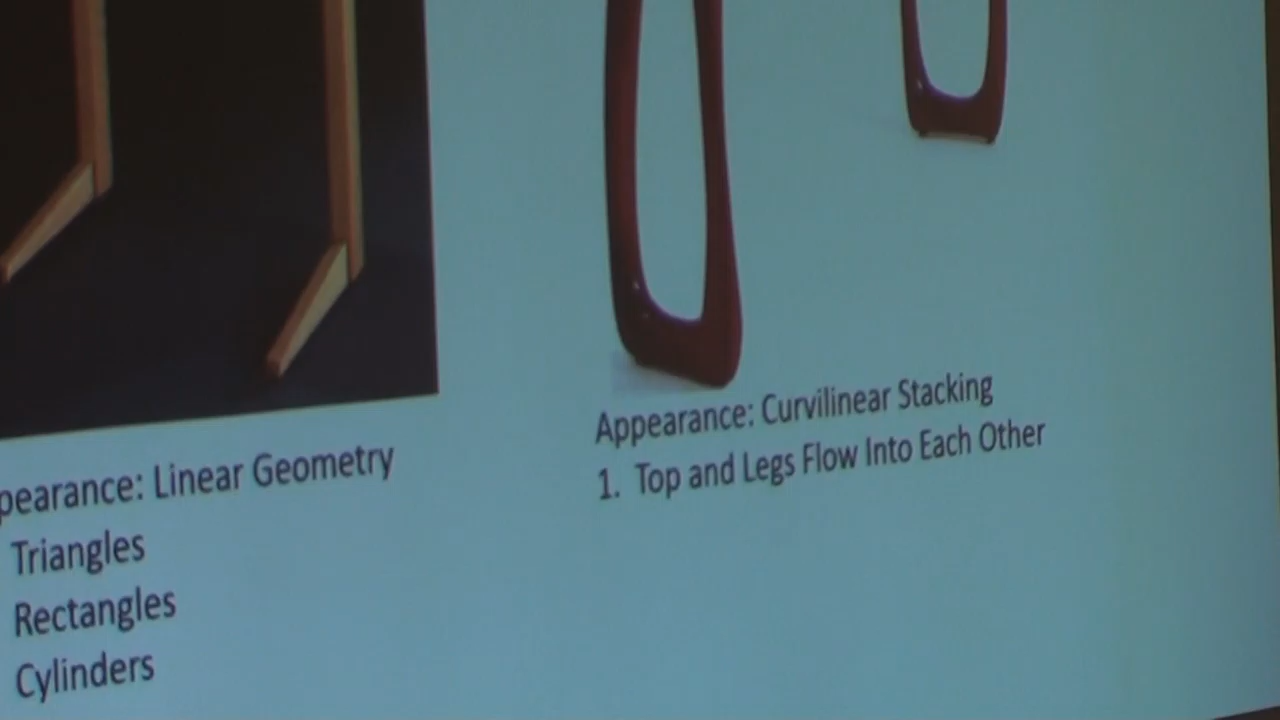 pearance: Linear Geometry
Triangles
Rectangles
Cylinders
Appearance: Curvilinear Stacking
1. Top and Legs Flow Into Each Other